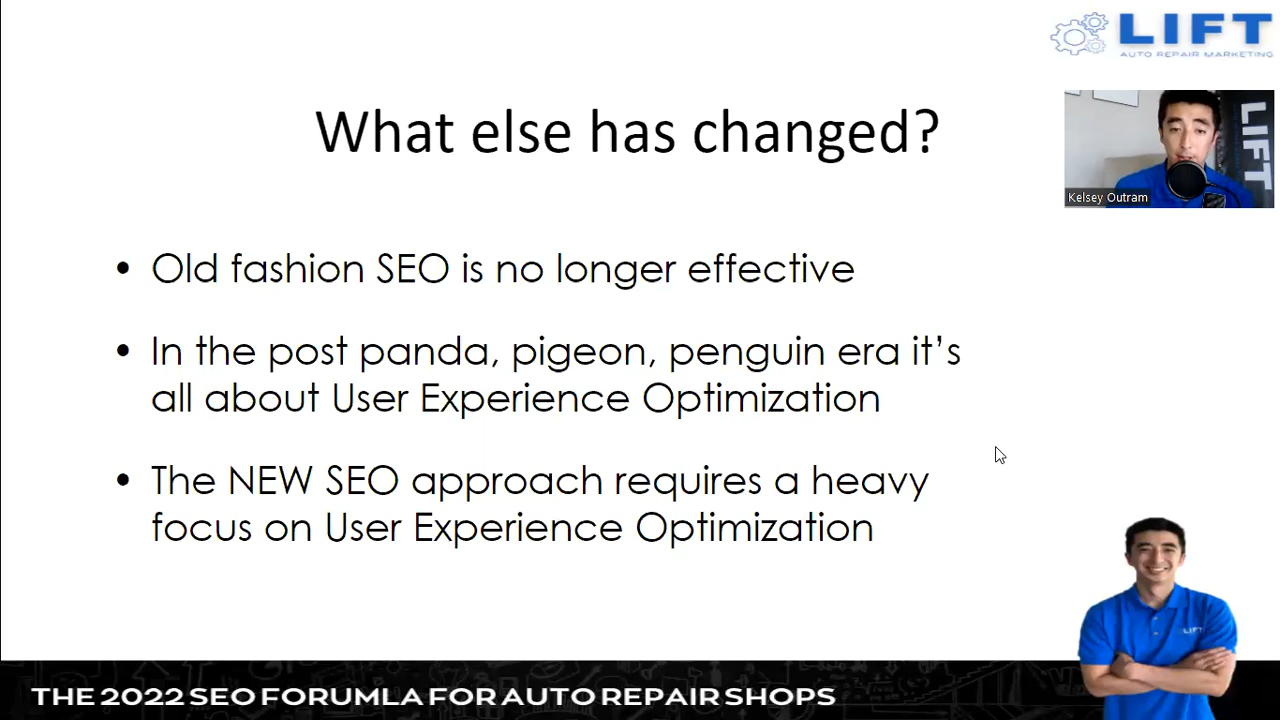 LIFT
AUTO REPAIR MARKETING
What else has changed?
LIFT
Kelsey Outram
• Old fashion SEO is no longer effective
• In the post panda, pigeon, penguin era it's
all about User Experience Optimization
• The NEW SEO approach requires a heavy
focus on User Experience Optimization
LIFT
THE 2022 SEO FORUMLA FOR AUTO REPAIR SHOPS